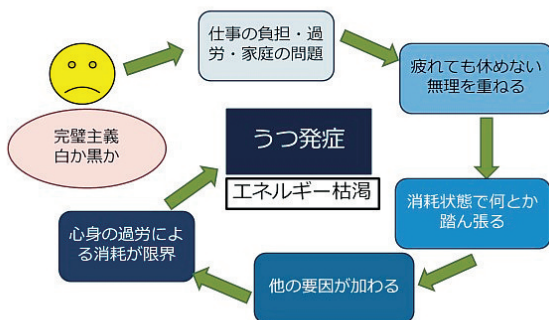 仕事の負担・過
労・家庭の問題
疲れても休めない
無理を重ねる
完璧主義
白か黒か
うつ発症
エネルギー枯渇
消耗状態で何とか
踏ん張る
心身の過労によ
る消耗が限界
他の要因が加わる